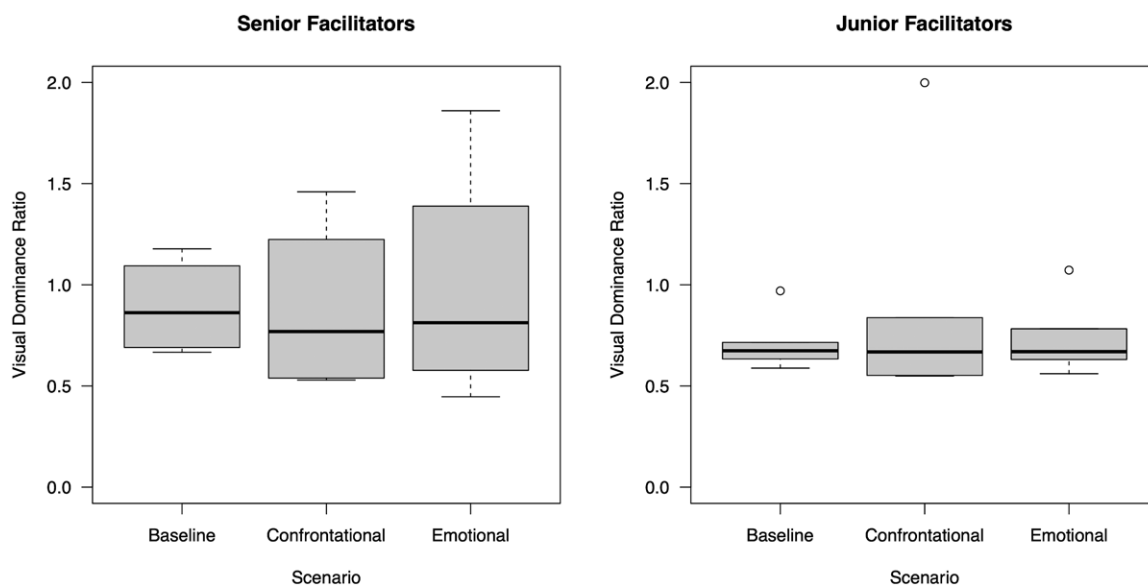 Senior Facilitators
Visual Dominance Ratio
2.0
1.5
1.0
0.5
0.0
Baseline
Confrontational
Emotional
Scenario
Junior Facilitators
Visual Dominance Ratio
2.0
1.5
1.0
0.5
0.0
Baseline
Confrontational
Emotional
Scenario